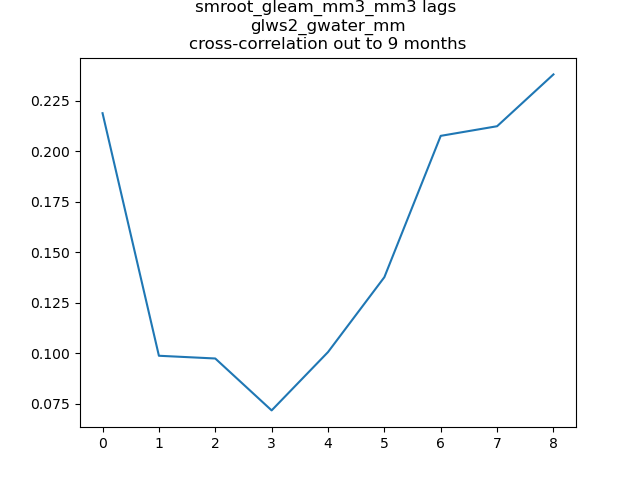 smroot_gleam_mm3_mm3 lags
glws2_gwater_mm
cross-correlation out to 9 months
0.225
0.200
0.175
0.150
0.125
0.100
0.075
0 1 2 3 4 5 6 7 8